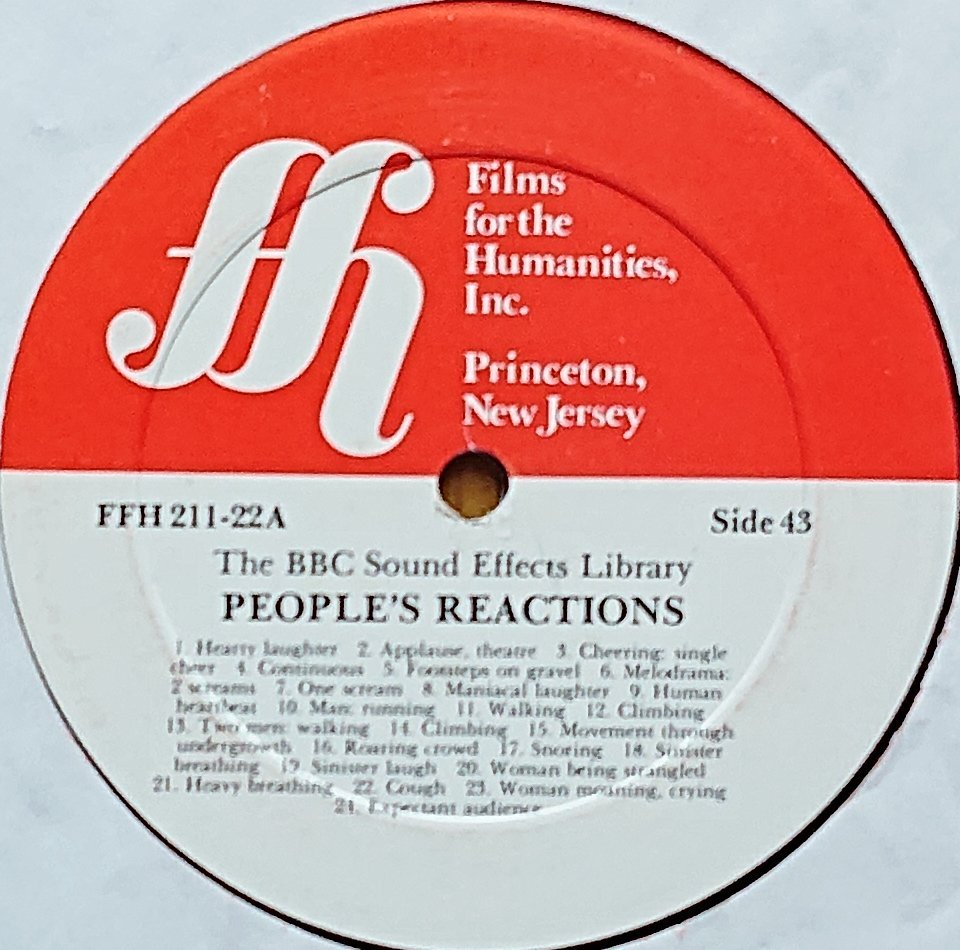 ffh
Films
for the
Humanities,
Inc.
Princeton,
New Jersey
FFH 211-22A
Side 43
The BBC Sound Effects Library
PEOPLE'S REACTIONS
1. Hearty laughter 2. Applause, theatre 3. Cheering: single
cheer 4. Continuous 5. Footsteps on gravel 6. Melodrama:
2 screams 7. One scream 8. Maniacal laughter 9. Human
heartbeat 10. Man: running 11. Walking 12. Climbing
13. Two men: walking 14. Climbing 15. Movement through
undergrowth 16. Roaring crowd 17. Snoring 18. Sinister
breathing 19. Sinister laugh 20. Woman being strangled
21. Heavy breathing 22. Cough 23. Woman moaning, crying
24. Expectant audience